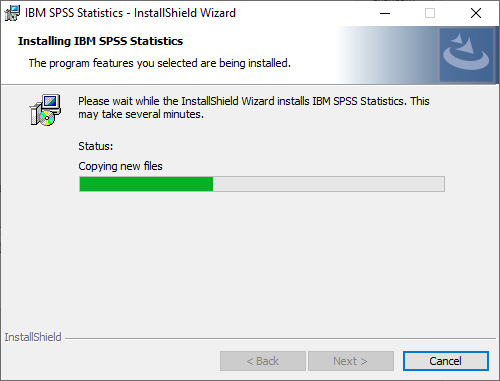 IBM SPSS Statistics - InstallShield Wizard
Installing IBM SPSS Statistics
The program features you selected are being installed.
Please wait while the InstallShield Wizard installs IBM SPSS Statistics. This
may take several minutes.
Status:
Copying new files
InstallShield
< Back
Next >
Cancel